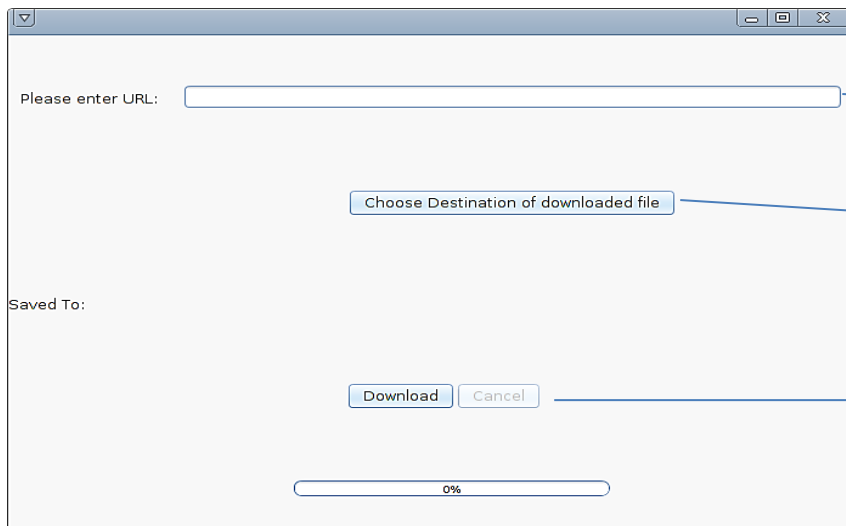 Please enter URL:
Choose Destination of downloaded file
Saved To:
Download Cancel
0%